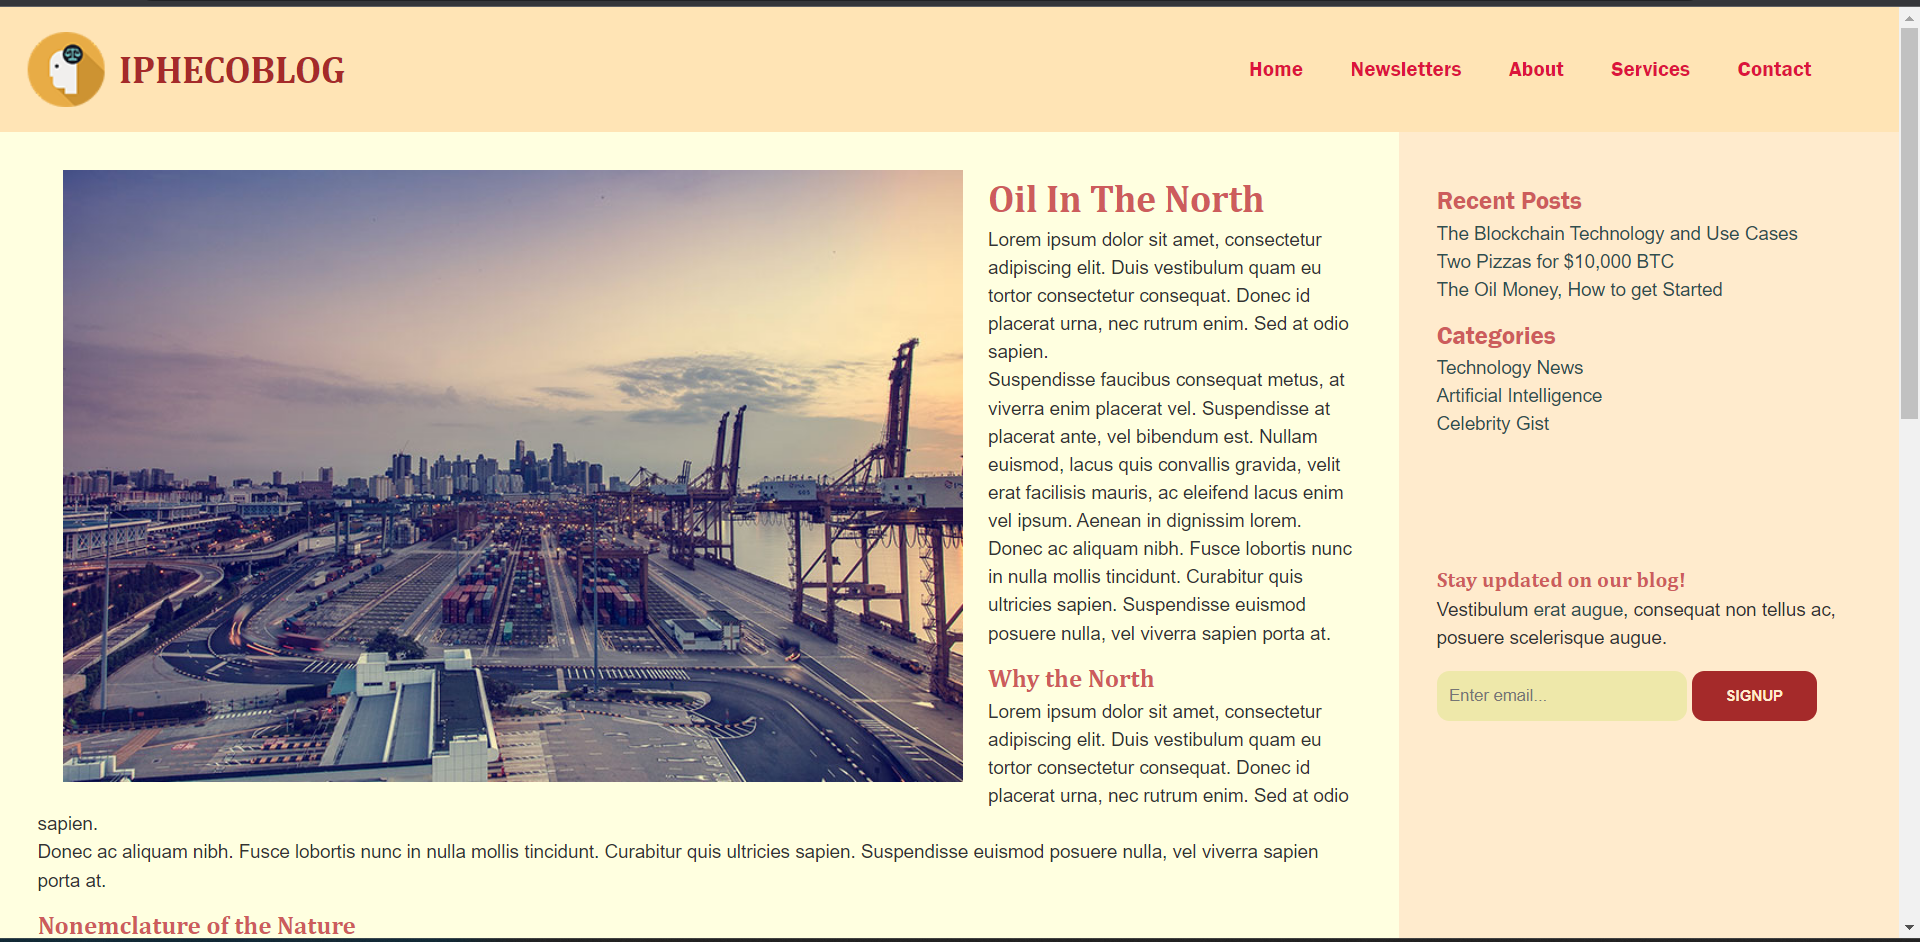 IPHECOBLOG
Home Newsletters About Services Contact
Oil In The North
Lorem ipsum dolor sit amet, consectetur
adipiscing elit. Duis vestibulum quam eu
tortor consectetur consequat. Donec id
placerat urna, nec rutrum enim. Sed at odio
sapien.
Suspendisse faucibus consequat metus, at
viverra enim placerat vel. Suspendisse at
placerat ante, vel bibendum est. Nullam
euismod, lacus quis convallis gravida, velit
erat facilisis mauris, ac eleifend lacus enim
vel ipsum. Aenean in dignissim lorem.
Donec ac aliquam nibh. Fusce lobortis nunc
in nulla mollis tincidunt. Curabitur quis
ultricies sapien. Suspendisse euismod
posuere nulla, vel viverra sapien porta at.
Why the North
Lorem ipsum dolor sit amet, consectetur
adipiscing elit. Duis vestibulum quam eu
tortor consectetur consequat. Donec id
placerat urna, nec rutrum enim. Sed at odio
sapien.
Donec ac aliquam nibh. Fusce lobortis nunc in nulla mollis tincidunt. Curabitur quis ultricies sapien. Suspendisse euismod posuere nulla, vel viverra sapien
porta at.
Nonemclature of the Nature
Recent Posts
The Blockchain Technology and Use Cases
Two Pizzas for $10,000 BTC
The Oil Money, How to get Started
Categories
Technology News
Artificial Intelligence
Celebrity Gist
Stay updated on our blog!
Vestibulum erat augue, consequat non tellus ac,
posuere scelerisque augue.
Enter email...
SIGNUP